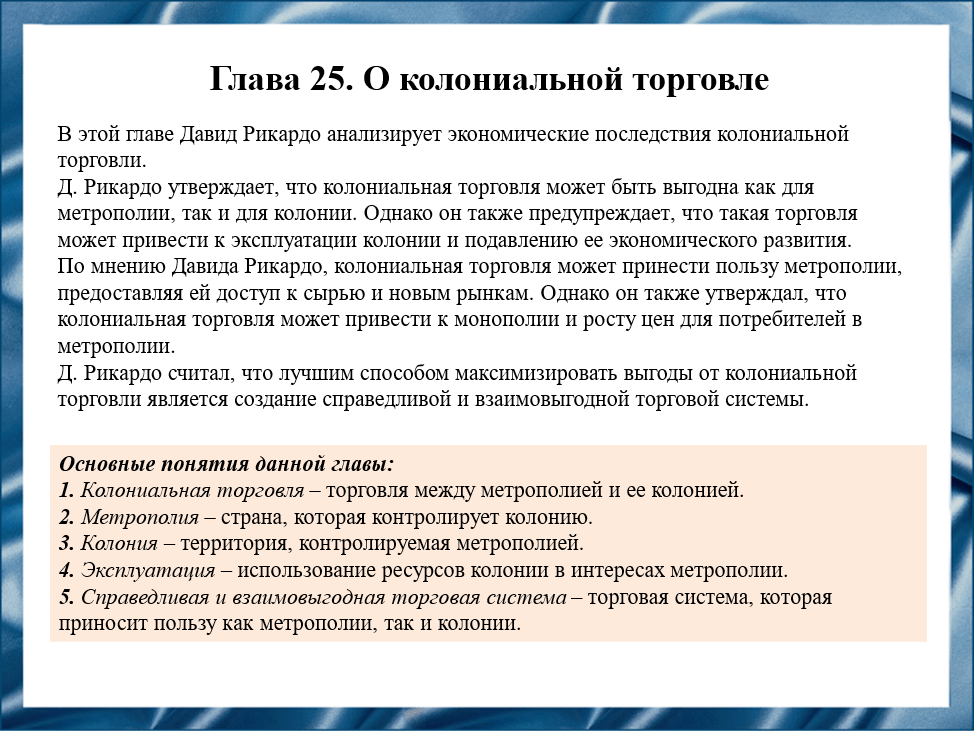 Глава 25. О колониальной торговле
В этой главе Давид Рикардо анализирует экономические последствия колониальной
торговли.
Д. Рикардо утверждает, что колониальная торговля может быть выгодна как для
метрополии, так и для колонии. Однако он также предупреждает, что такая торговля
может привести к эксплуатации колонии и подавлению ее экономического развития.
По мнению Давида Рикардо, колониальная торговля может принести пользу метрополии,
предоставляя ей доступ к сырью и новым рынкам. Однако он также утверждал, что
колониальная торговля может привести к монополии и росту цен для потребителей в
метрополии.
Д. Рикардо считал, что лучшим способом максимизировать выгоды от колониальной
торговли является создание справедливой и взаимовыгодной торговой системы.
Основные понятия данной главы:
1. Колониальная торговля – торговля между метрополией и ее колонией.
2. Метрополия – страна, которая контролирует колонию.
3. Колония – территория, контролируемая метрополией.
4. Эксплуатация – использование ресурсов колонии в интересах метрополии.
5. Справедливая и взаимовыгодная торговая система – торговая система, которая
приносит пользу как метрополии, так и колонии.